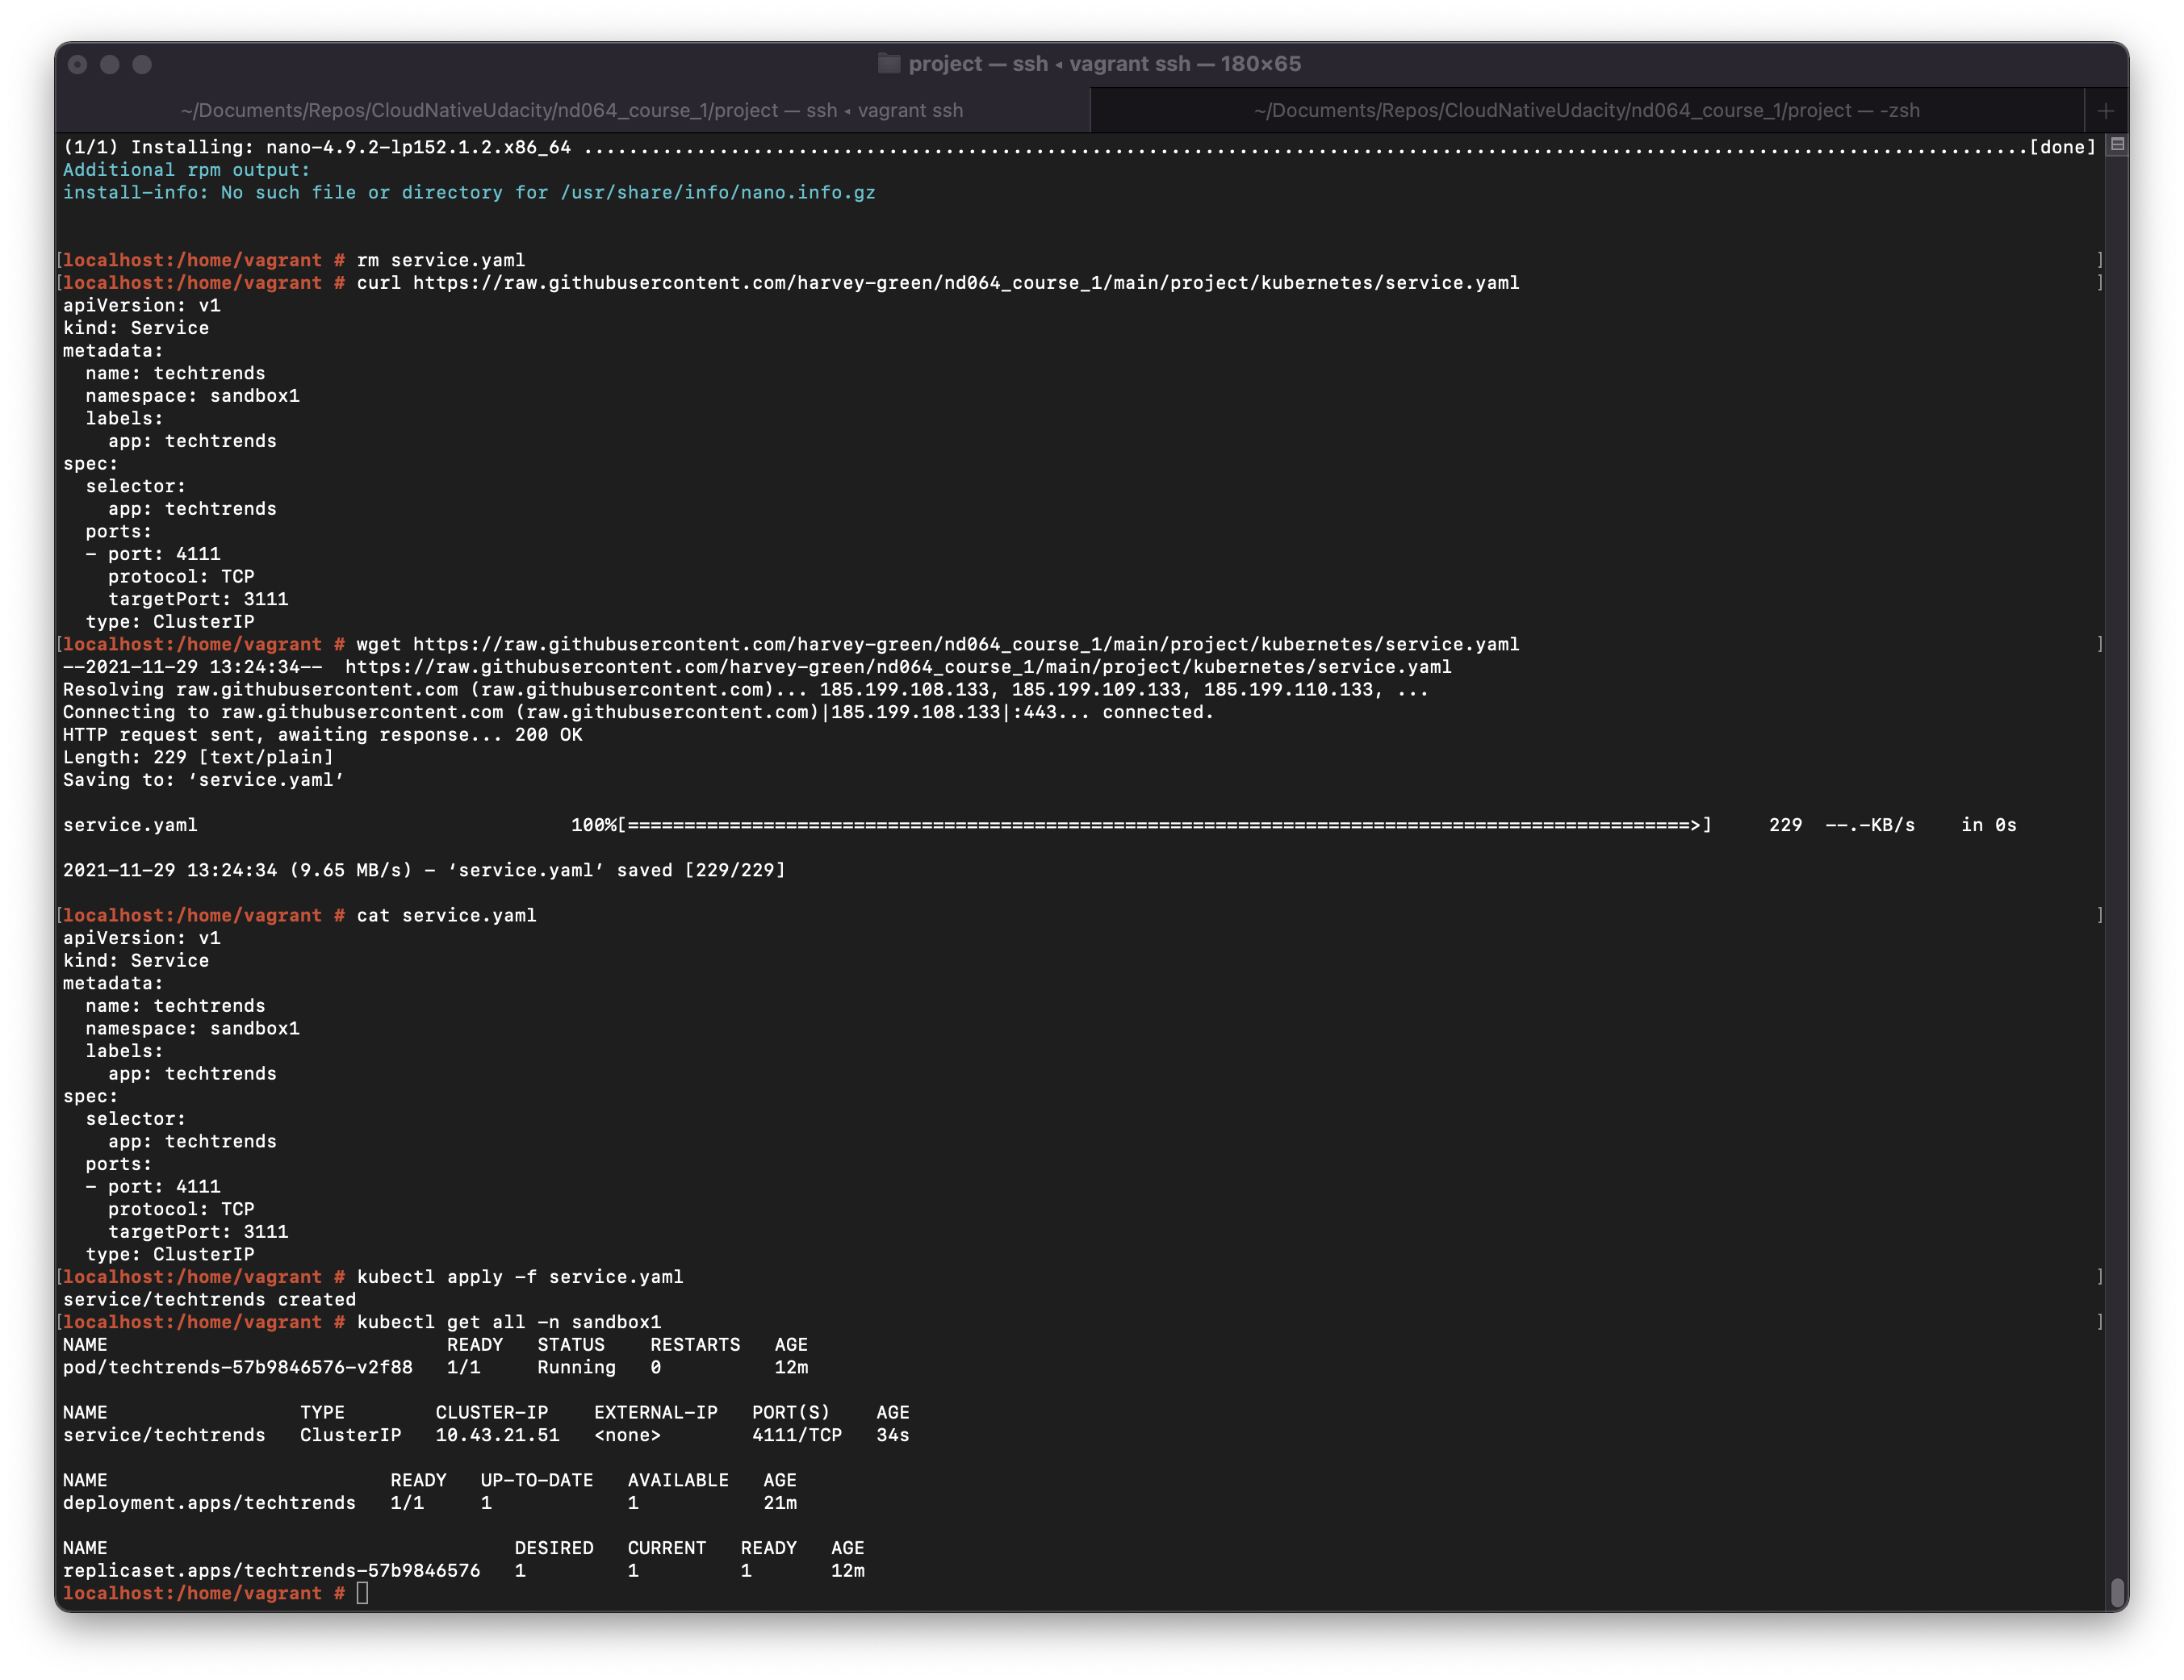 project — ssh ◂ vagrant ssh — 180×65
~/Documents/Repos/CloudNativeUdacity/nd064_course_1/project — ssh ◂ vagrant ssh
~/Documents/Repos/CloudNativeUdacity/nd064_course_1/project — -zsh
(1/1) Installing: nano-4.9.2-lp152.1.2.x86_64 ................................................................................................................................[done]
Additional rpm output:
install-info: No such file or directory for /usr/share/info/nano.info.gz
[localhost:/home/vagrant # rm service.yaml ]
[localhost:/home/vagrant # curl https://raw.githubusercontent.com/harvey-green/nd064_course_1/main/project/kubernetes/service.yaml ]
apiVersion: v1
kind: Service
metadata:
  name: techtrends
  namespace: sandbox1
  labels:
    app: techtrends
spec:
  selector:
    app: techtrends
  ports:
  - port: 4111
    protocol: TCP
    targetPort: 3111
  type: ClusterIP
[localhost:/home/vagrant # wget https://raw.githubusercontent.com/harvey-green/nd064_course_1/main/project/kubernetes/service.yaml ]
--2021-11-29 13:24:34--  https://raw.githubusercontent.com/harvey-green/nd064_course_1/main/project/kubernetes/service.yaml
Resolving raw.githubusercontent.com (raw.githubusercontent.com)... 185.199.108.133, 185.199.109.133, 185.199.110.133, ...
Connecting to raw.githubusercontent.com (raw.githubusercontent.com)|185.199.108.133|:443... connected.
HTTP request sent, awaiting response... 200 OK
Length: 229 [text/plain]
Saving to: ‘service.yaml’
service.yaml                                 100%[==============================================================================================>]     229  --.-KB/s    in 0s
2021-11-29 13:24:34 (9.65 MB/s) - ‘service.yaml’ saved [229/229]
[localhost:/home/vagrant # cat service.yaml ]
apiVersion: v1
kind: Service
metadata:
  name: techtrends
  namespace: sandbox1
  labels:
    app: techtrends
spec:
  selector:
    app: techtrends
  ports:
  - port: 4111
    protocol: TCP
    targetPort: 3111
  type: ClusterIP
[localhost:/home/vagrant # kubectl apply -f service.yaml ]
service/techtrends created
[localhost:/home/vagrant # kubectl get all -n sandbox1 ]
NAME                              READY   STATUS    RESTARTS   AGE
pod/techtrends-57b9846576-v2f88   1/1     Running   0          12m
NAME                 TYPE        CLUSTER-IP    EXTERNAL-IP   PORT(S)    AGE
service/techtrends   ClusterIP   10.43.21.51   <none>        4111/TCP   34s
NAME                         READY   UP-TO-DATE   AVAILABLE   AGE
deployment.apps/techtrends   1/1     1            1           21m
NAME                                    DESIRED   CURRENT   READY   AGE
replicaset.apps/techtrends-57b9846576   1         1         1       12m
localhost:/home/vagrant #